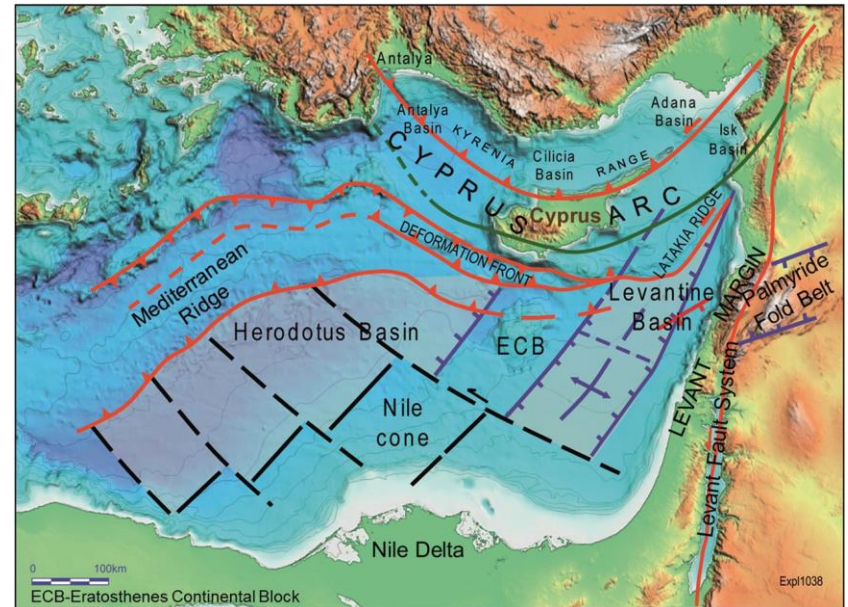 Antalya
Antalya
Basin
KYRENIA
RANGE
Cilicia
Basin
Adana
Basin
Isk
Basin
CYPRUS ARC
Cyprus
LATAKIA RIDGE
DEFORMATION FRONT
Mediterranean
Ridge
Herodotus Basin
ECB
Levantine
Basin
Palmyride
Fold Belt
LEVANT MARGIN
Levant Fault System
Nile
cone
Nile Delta
0 100km
ECB-Eratosthenes Continental Block
Expl1038